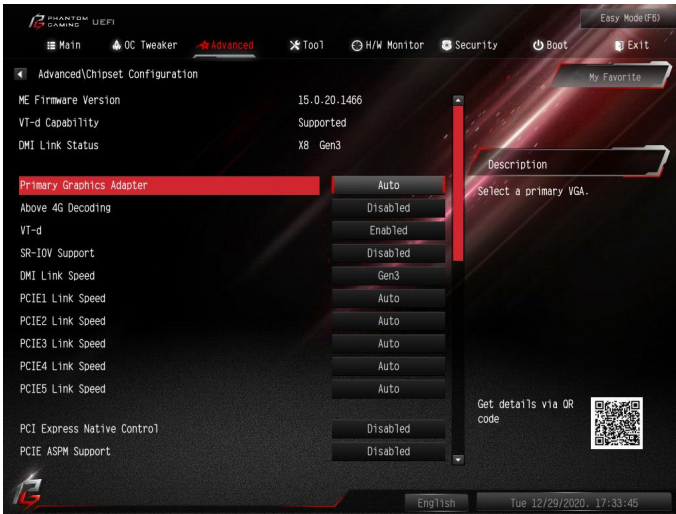 PHANTOM GAMING UEFI
Easy Mode(F6)
Main OC Tweaker Advanced Tool H/W Monitor Security Boot Exit
Advanced\Chipset Configuration
My Favorite
ME Firmware Version 15.0.20.1466
VT-d Capability Supported
DMI Link Status X8 Gen3
Description
Primary Graphics Adapter Auto
Select a primary VGA.
Above 4G Decoding Disabled
VT-d Enabled
SR-IOV Support Disabled
DMI Link Speed Gen3
PCIE1 Link Speed Auto
PCIE2 Link Speed Auto
PCIE3 Link Speed Auto
PCIE4 Link Speed Auto
PCIE5 Link Speed Auto
Get details via QR
code
PCI Express Native Control Disabled
PCIE ASPM Support Disabled
English
Tue 12/29/2020. 17:33:45